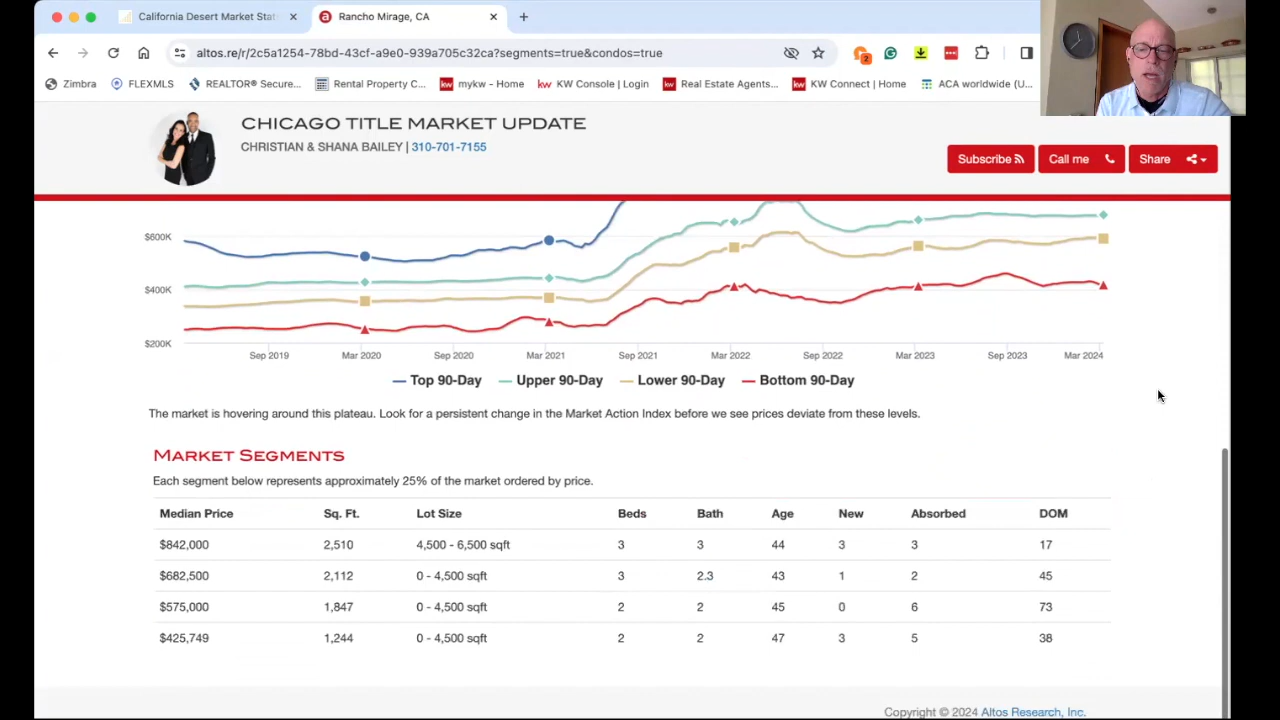 California Desert Market Stat
Rancho Mirage, CA
altos.re/r/2c5a1254-78bd-43cf-a9e0-939a705c32ca?segments=true&condos=true
2
Zimbra FLEXMLS REALTOR® Secure... Rental Property C... mykw - Home KW Console | Login Real Estate Agents... KW Connect | Home ACA worldwide (U...
CHICAGO TITLE MARKET UPDATE
CHRISTIAN & SHANA BAILEY | 310-701-7155
Subscribe Call me Share
$600K
$400K
$200K
Sep 2019 Mar 2020 Sep 2020 Mar 2021 Sep 2021 Mar 2022 Sep 2022 Mar 2023 Sep 2023 Mar 2024
Top 90-Day Upper 90-Day Lower 90-Day Bottom 90-Day
The market is hovering around this plateau. Look for a persistent change in the Market Action Index before we see prices deviate from these levels.
MARKET SEGMENTS
Each segment below represents approximately 25% of the market ordered by price.
Median Price Sq. Ft. Lot Size Beds Bath Age New Absorbed DOM
$842,000 2,510 4,500 - 6,500 sqft 3 3 44 3 3 17
$682,500 2,112 0 - 4,500 sqft 3 2.3 43 1 2 45
$575,000 1,847 0 - 4,500 sqft 2 2 45 0 6 73
$425,749 1,244 0 - 4,500 sqft 2 2 47 3 5 38
Copyright © 2024 Altos Research, Inc.